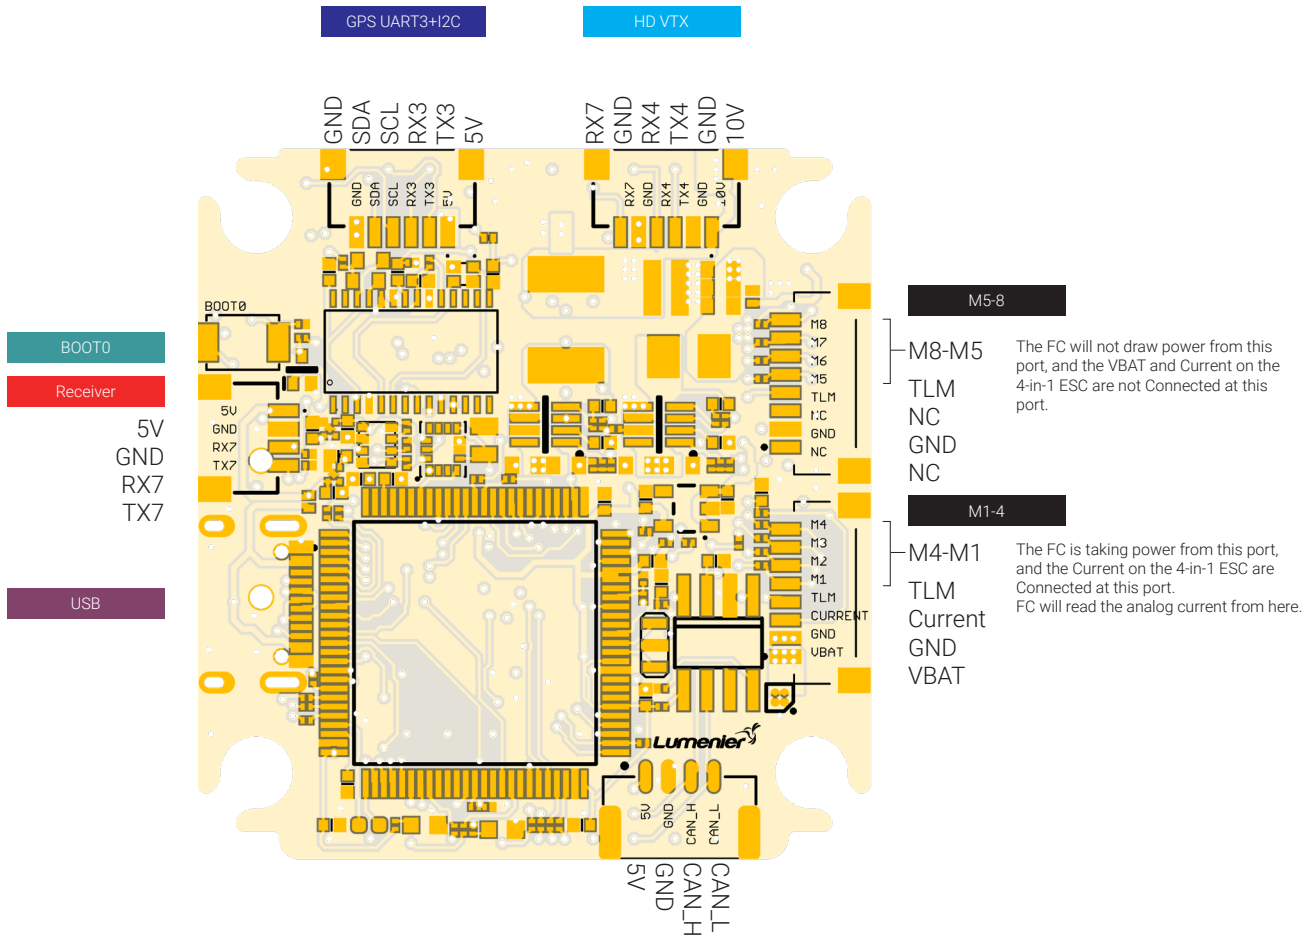 GPS UART3+I2C
HD VTX
GND
SDA
SCL
RX3
TX3
5V
RX7
GND
RX4
TX4
GND
10V
GND
SDA
SCL
RX3
TX3
5V
RX7
GND
RX4
TX4
GND
10V
BOOT0
BOOT0
Receiver
5V
GND
RX7
TX7
5V
GND
RX7
TX7
USB
M8
M7
M6
M5
TLM
NC
GND
NC
M5-8
M8-M5
TLM
NC
GND
NC
The FC will not draw power from this
port, and the VBAT and Current on the
4-in-1 ESC are not Connected at this
port.
M4
M3
M2
M1
TLM
CURRENT
GND
VBAT
M1-4
M4-M1
TLM
Current
GND
VBAT
The FC is taking power from this port,
and the Current on the 4-in-1 ESC are
Connected at this port.
FC will read the analog current from here.
Lumenier
5V
GND
CAN_H
CAN_L
5V
GND
CAN_H
CAN_L